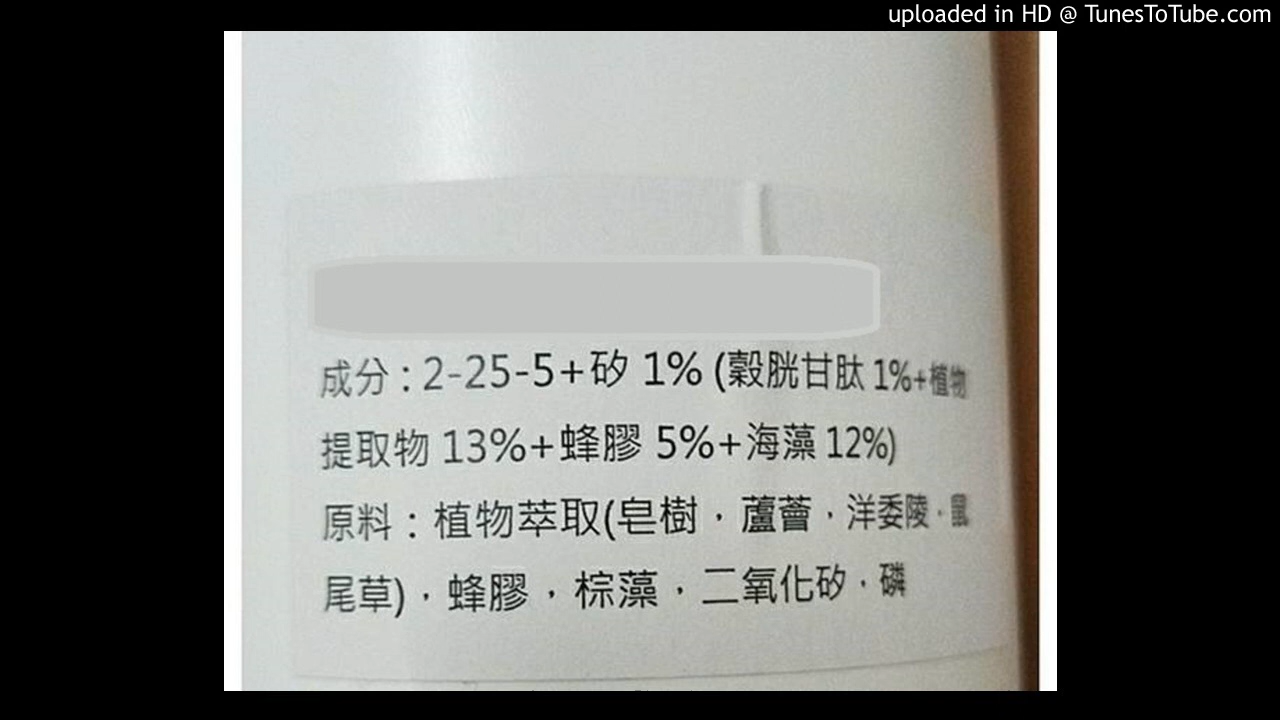 uploaded in HD @ TunesToTube.com
成分：2-25-5+矽 1% (穀胱甘肽 1%+植物
提取物 13%+蜂膠 5%+海藻 12%)
原料：植物萃取(皂樹，蘆薈，洋委陵，鼠
尾草)，蜂膠，棕藻，二氧化矽，磷